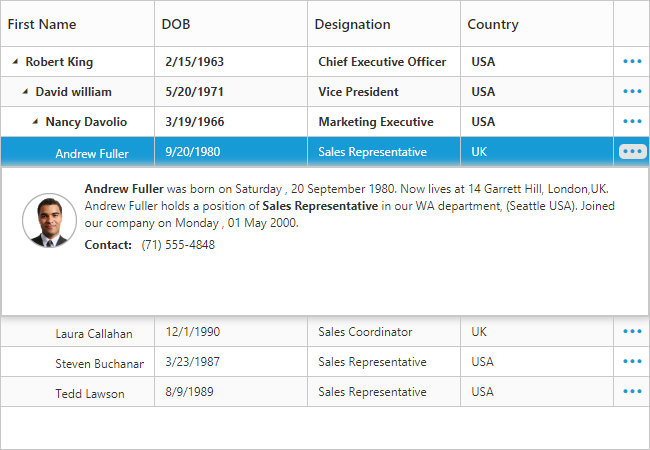 First Name DOB Designation Country
Robert King 2/15/1963 Chief Executive Officer USA
David william 5/20/1971 Vice President USA
Nancy Davolio 3/19/1966 Marketing Executive USA
Andrew Fuller 9/20/1980 Sales Representative UK
Andrew Fuller was born on Saturday , 20 September 1980. Now lives at 14 Garrett Hill, London,UK.
Andrew Fuller holds a position of Sales Representative in our WA department, (Seattle USA). Joined
our company on Monday , 01 May 2000.
Contact: (71) 555-4848
Laura Callahan 12/1/1990 Sales Coordinator UK
Steven Buchanar 3/23/1987 Sales Representative USA
Tedd Lawson 8/9/1989 Sales Representative USA